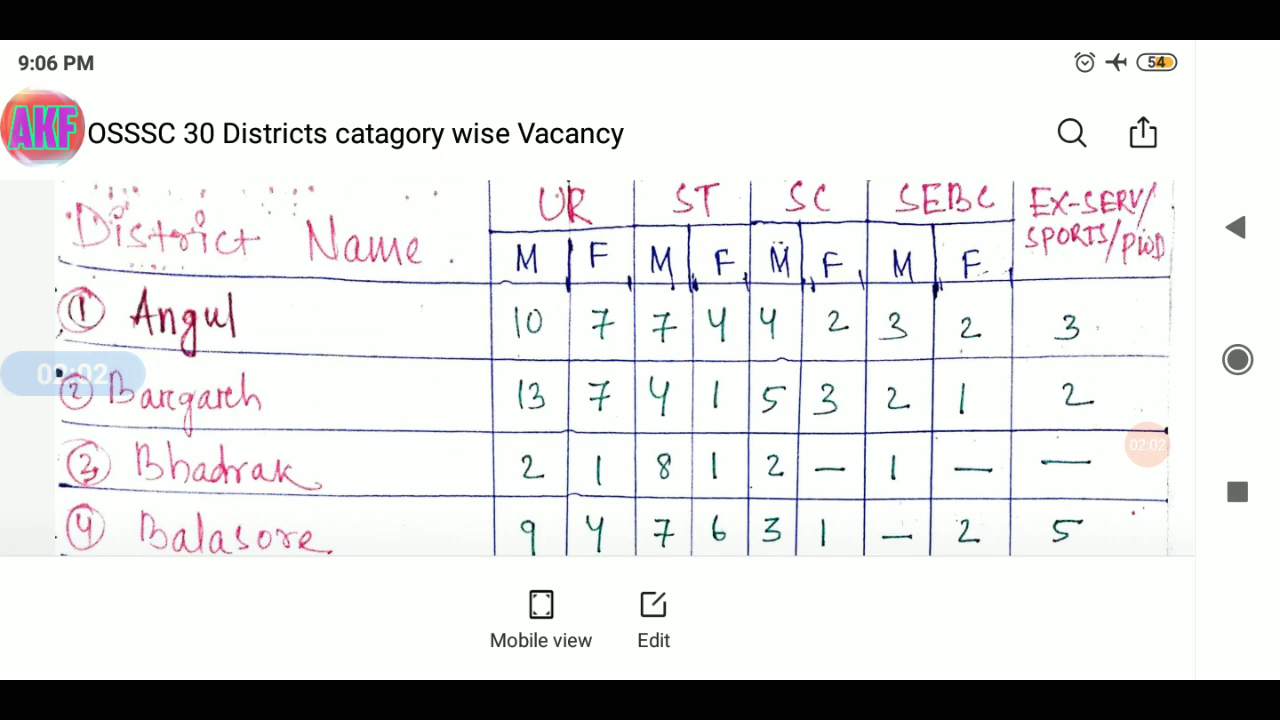 9:06 PM
54
AKF
OSSSC 30 Districts catagory wise Vacancy
District Name. UR ST SC SEBC EX-SERV/
SPORTS/PWD
M F M F M F M F
① Angul 10 7 7 4 4 2 3 2 3
02:02
② Bargarh 13 7 4 1 5 3 2 1 2
02:02
③ Bhadrak 2 1 8 1 2 — 1 — —
④ Balasore 9 4 7 6 3 1 — 2 5
Mobile view
Edit